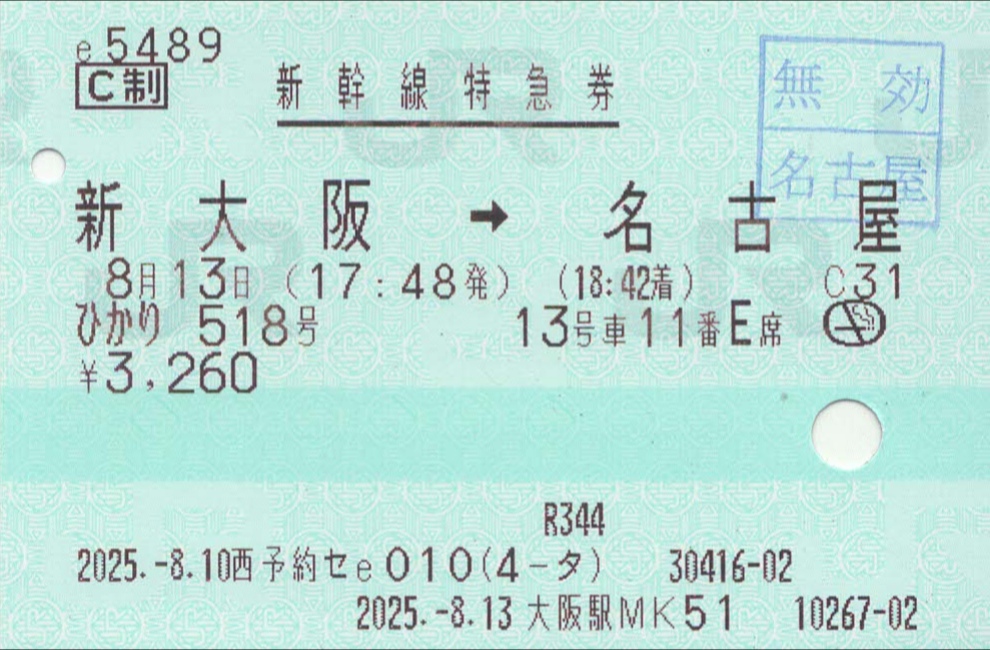 e5489
C制
新幹線特急券
無効
名古屋
新大阪 → 名古屋
8月13日 (17:48発) (18:42着) C31
ひかり 518号 13号車11番E席
¥3,260
R344
2025.-8.10西予約セe010(4-タ) 30416-02
2025.-8.13 大阪駅MK51 10267-02